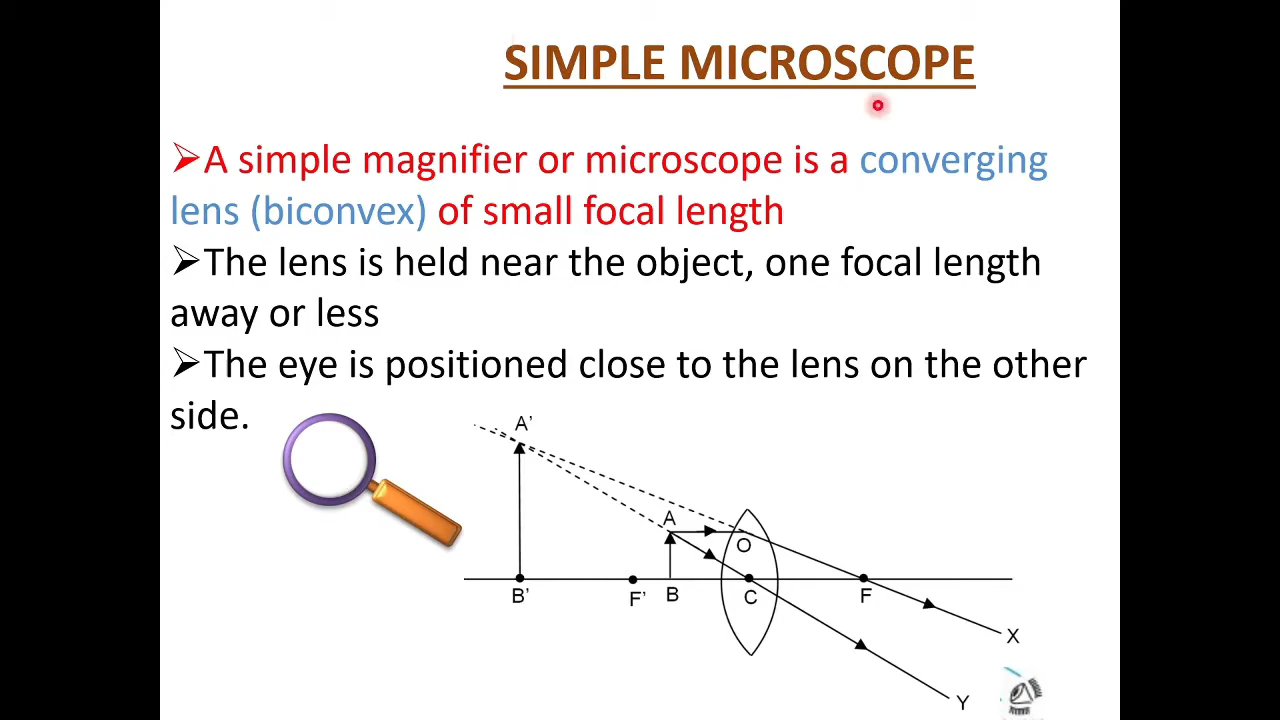 SIMPLE MICROSCOPE
➢A simple magnifier or microscope is a converging
lens (biconvex) of small focal length
➢The lens is held near the object, one focal length
away or less
➢The eye is positioned close to the lens on the other
side.
A'
A
O
B'
F'
B
C
F
X
Y